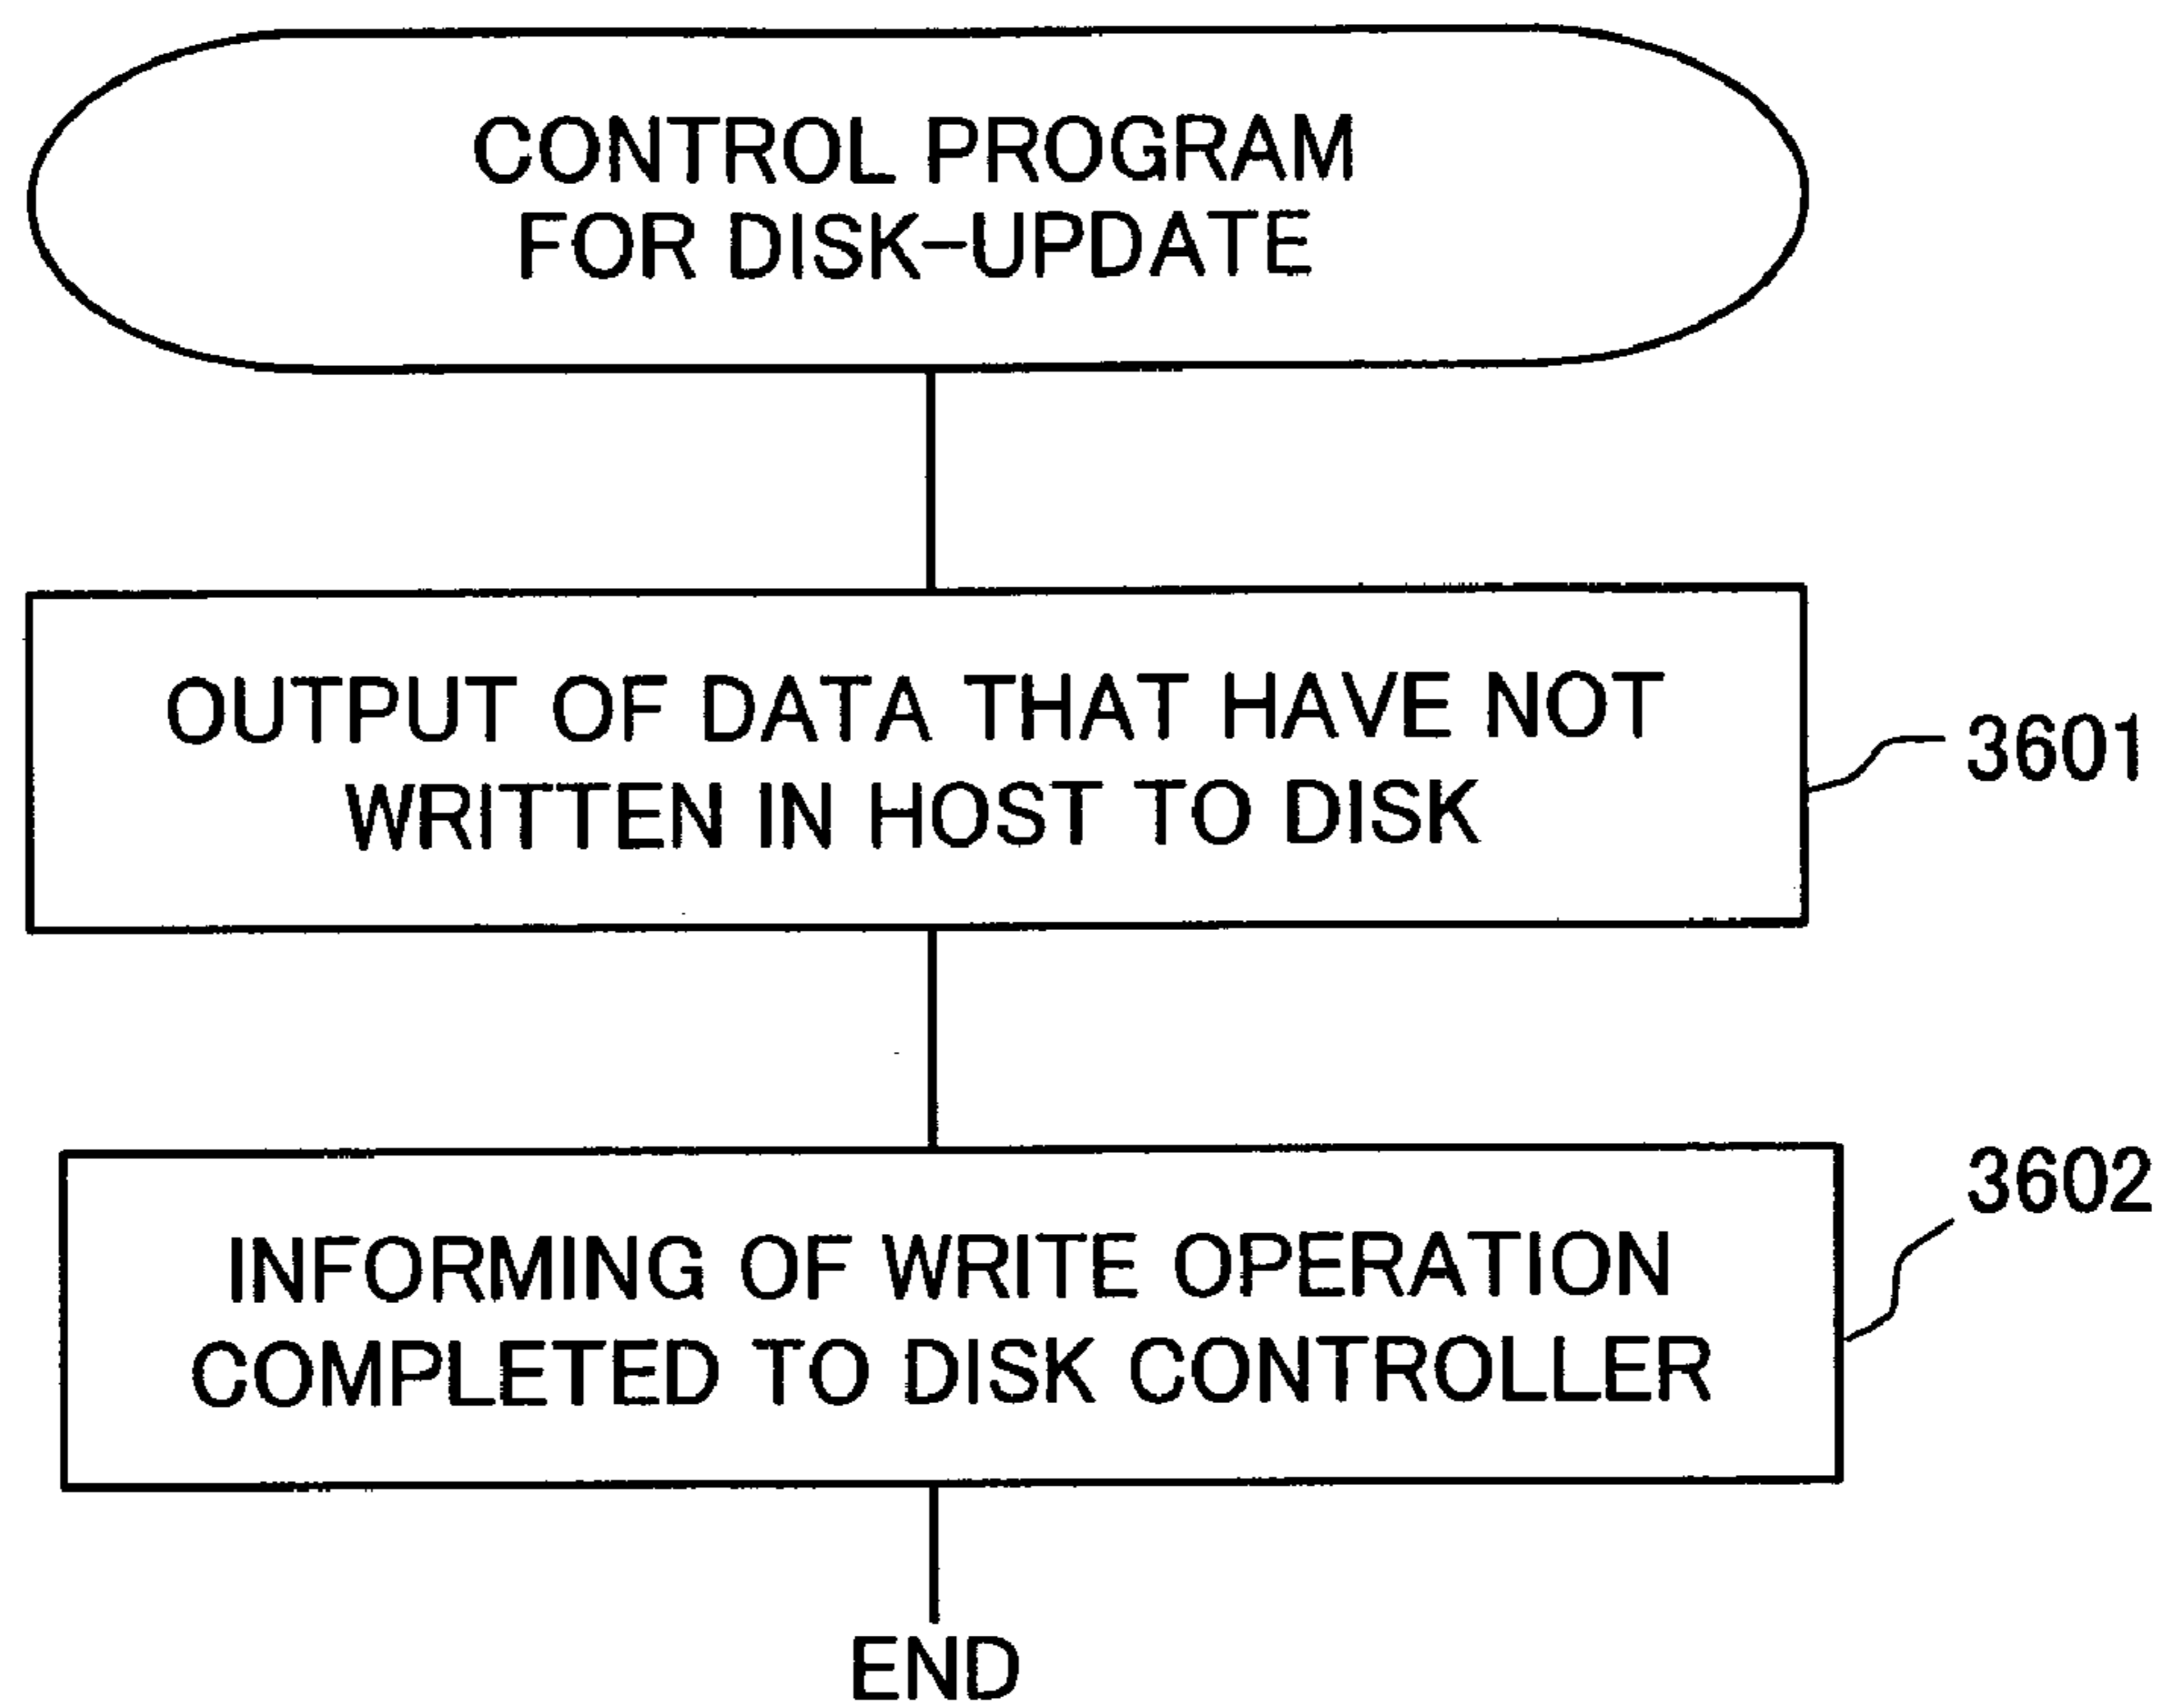 CONTROL PROGRAM
FOR DISK-UPDATE
OUTPUT OF DATA THAT HAVE NOT
WRITTEN IN HOST TO DISK
3601
3602
INFORMING OF WRITE OPERATION
COMPLETED TO DISK CONTROLLER
END